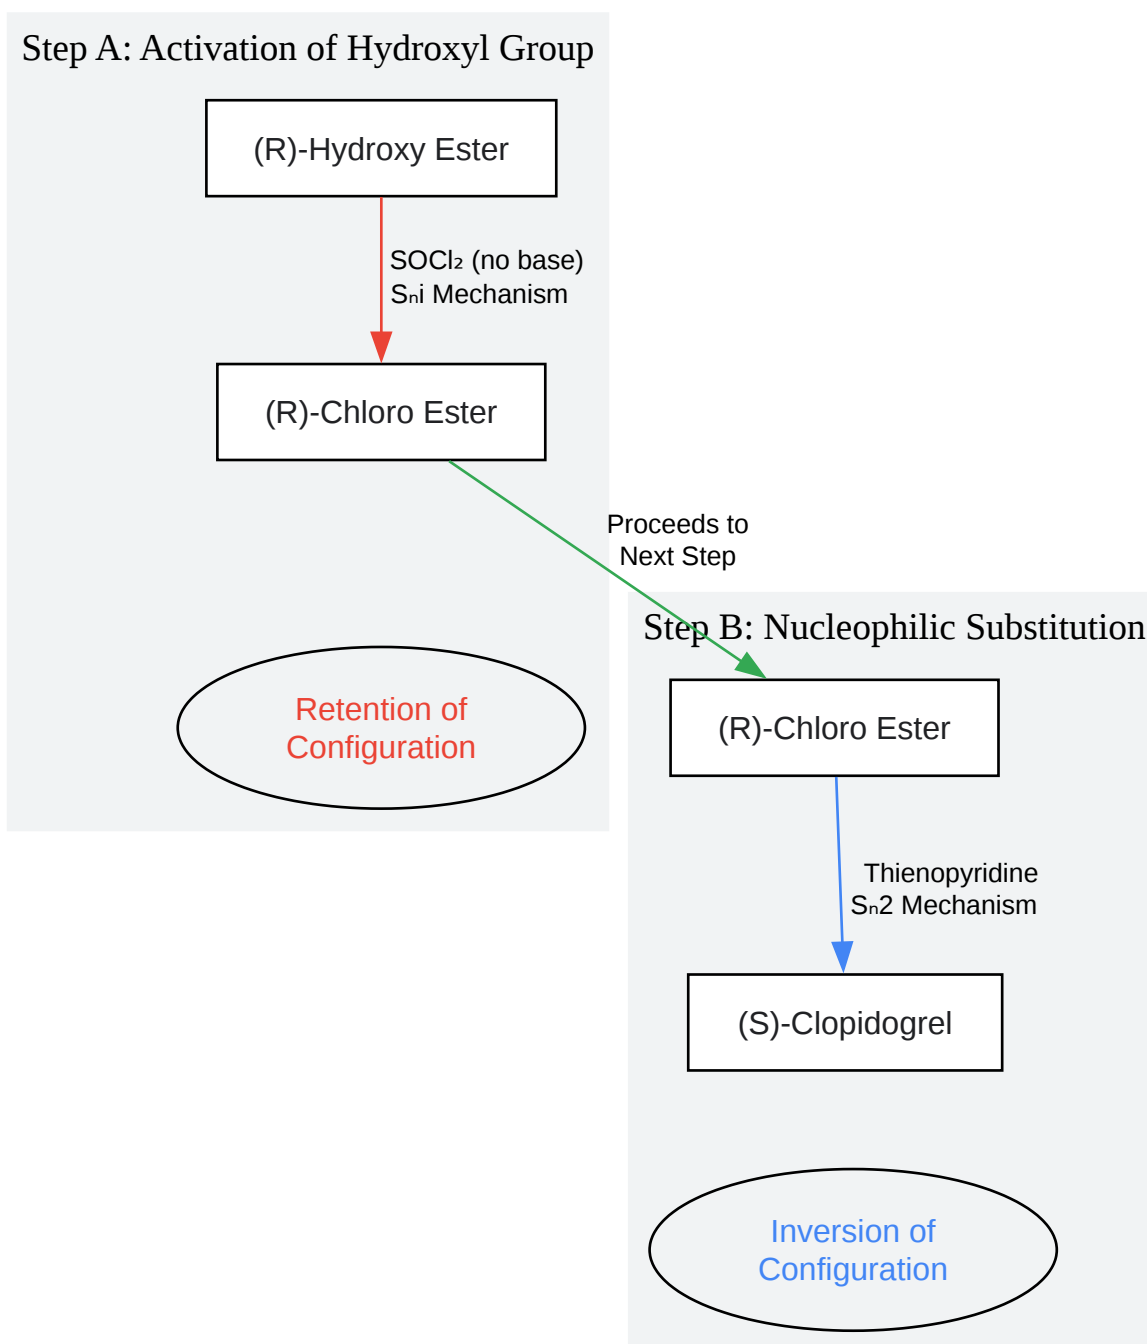 Step A: Activation of Hydroxyl Group
(R)-Hydroxy Ester
SOCl₂ (no base)
Sₙi Mechanism
(R)-Chloro Ester
Proceeds to
Next Step
Retention of
Configuration
Step B: Nucleophilic Substitution
(R)-Chloro Ester
Thienopyridine
Sₙ2 Mechanism
(S)-Clopidogrel
Inversion of
Configuration